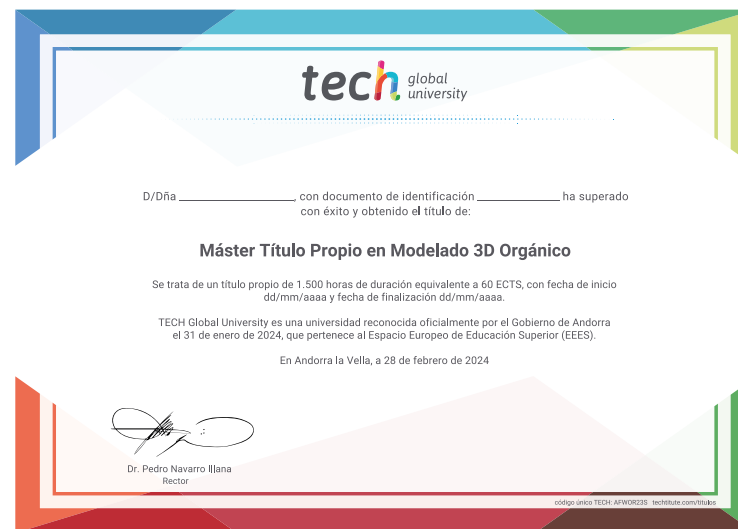 tech global university
D/Dña ____________________, con documento de identificación ______________ ha superado
con éxito y obtenido el título de:
Máster Título Propio en Modelado 3D Orgánico
Se trata de un título propio de 1.500 horas de duración equivalente a 60 ECTS, con fecha de inicio
dd/mm/aaaa y fecha de finalización dd/mm/aaaa.
TECH Global University es una universidad reconocida oficialmente por el Gobierno de Andorra
el 31 de enero de 2024, que pertenece al Espacio Europeo de Educación Superior (EEES).
En Andorra la Vella, a 28 de febrero de 2024
Dr. Pedro Navarro Illana
Rector
código único TECH: AFWOR23S techtitute.com/titulos